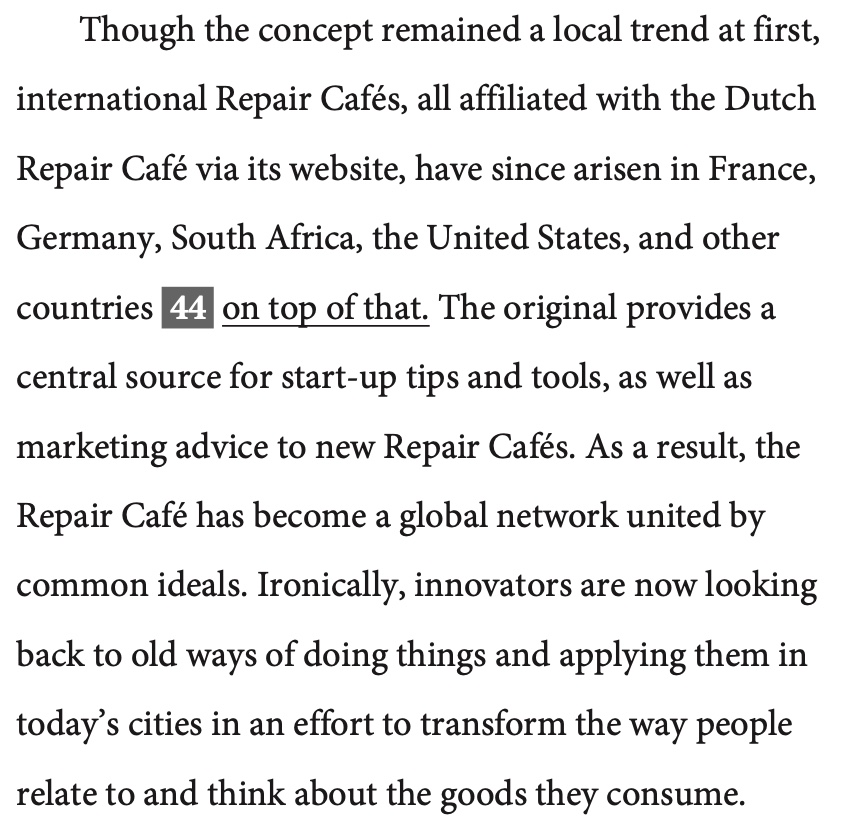 Though the concept remained a local trend at first,
international Repair Cafés, all affiliated with the Dutch
Repair Café via its website, have since arisen in France,
Germany, South Africa, the United States, and other
countries 44 on top of that. The original provides a
central source for start-up tips and tools, as well as
marketing advice to new Repair Cafés. As a result, the
Repair Café has become a global network united by
common ideals. Ironically, innovators are now looking
back to old ways of doing things and applying them in
today’s cities in an effort to transform the way people
relate to and think about the goods they consume.